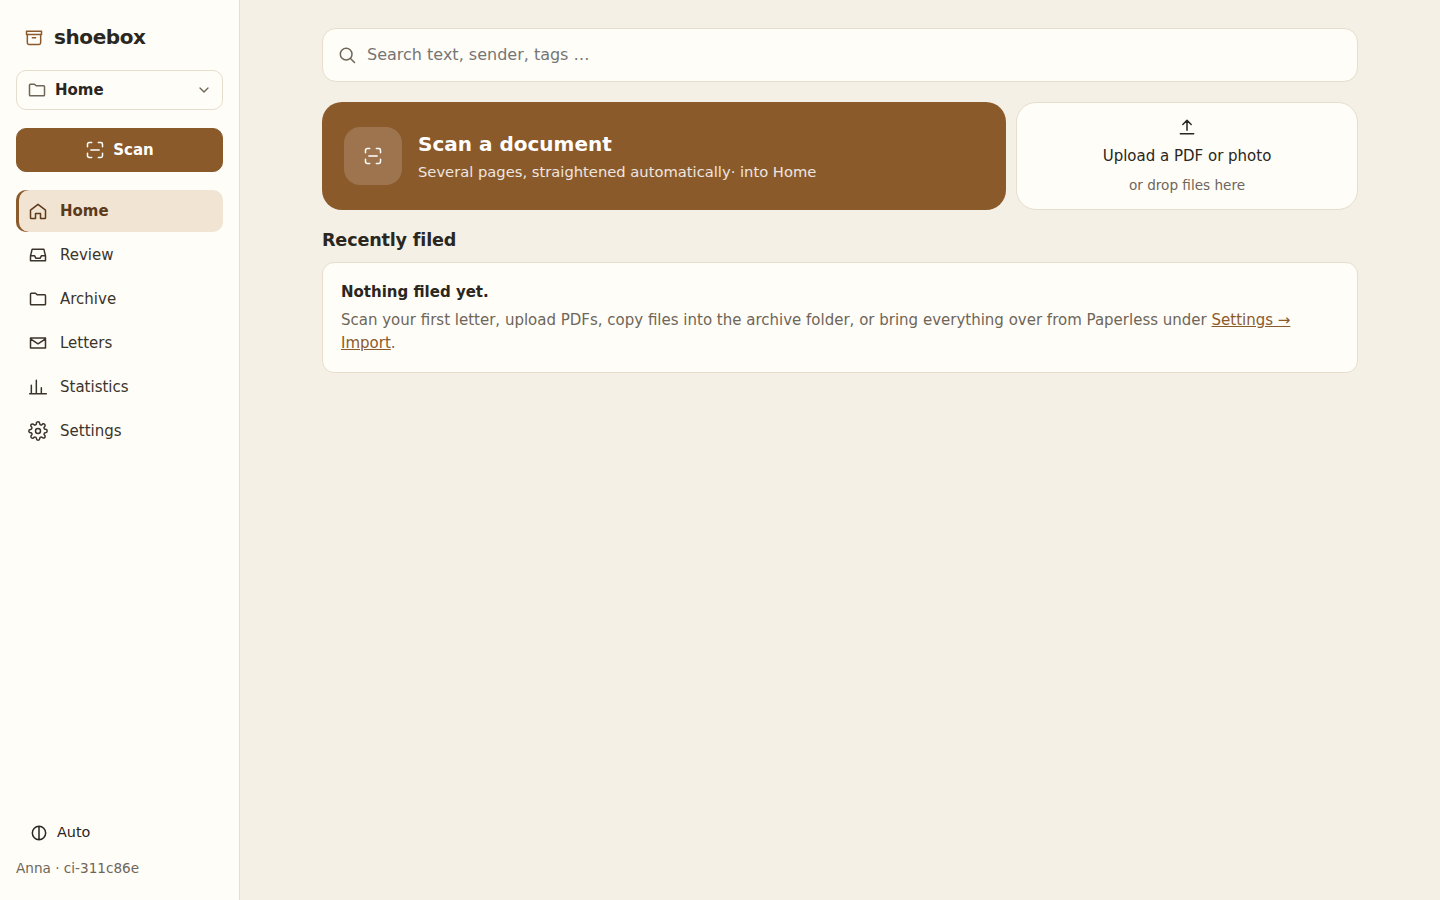 shoebox
Home
Scan
Home
Review
Archive
Letters
Statistics
Settings
Auto
Anna · ci-311c86e
Search text, sender, tags ...
Scan a document
Several pages, straightened automatically· into Home
Upload a PDF or photo
or drop files here
Recently filed
Nothing filed yet.
Scan your first letter, upload PDFs, copy files into the archive folder, or bring everything over from Paperless under Settings →
Import.